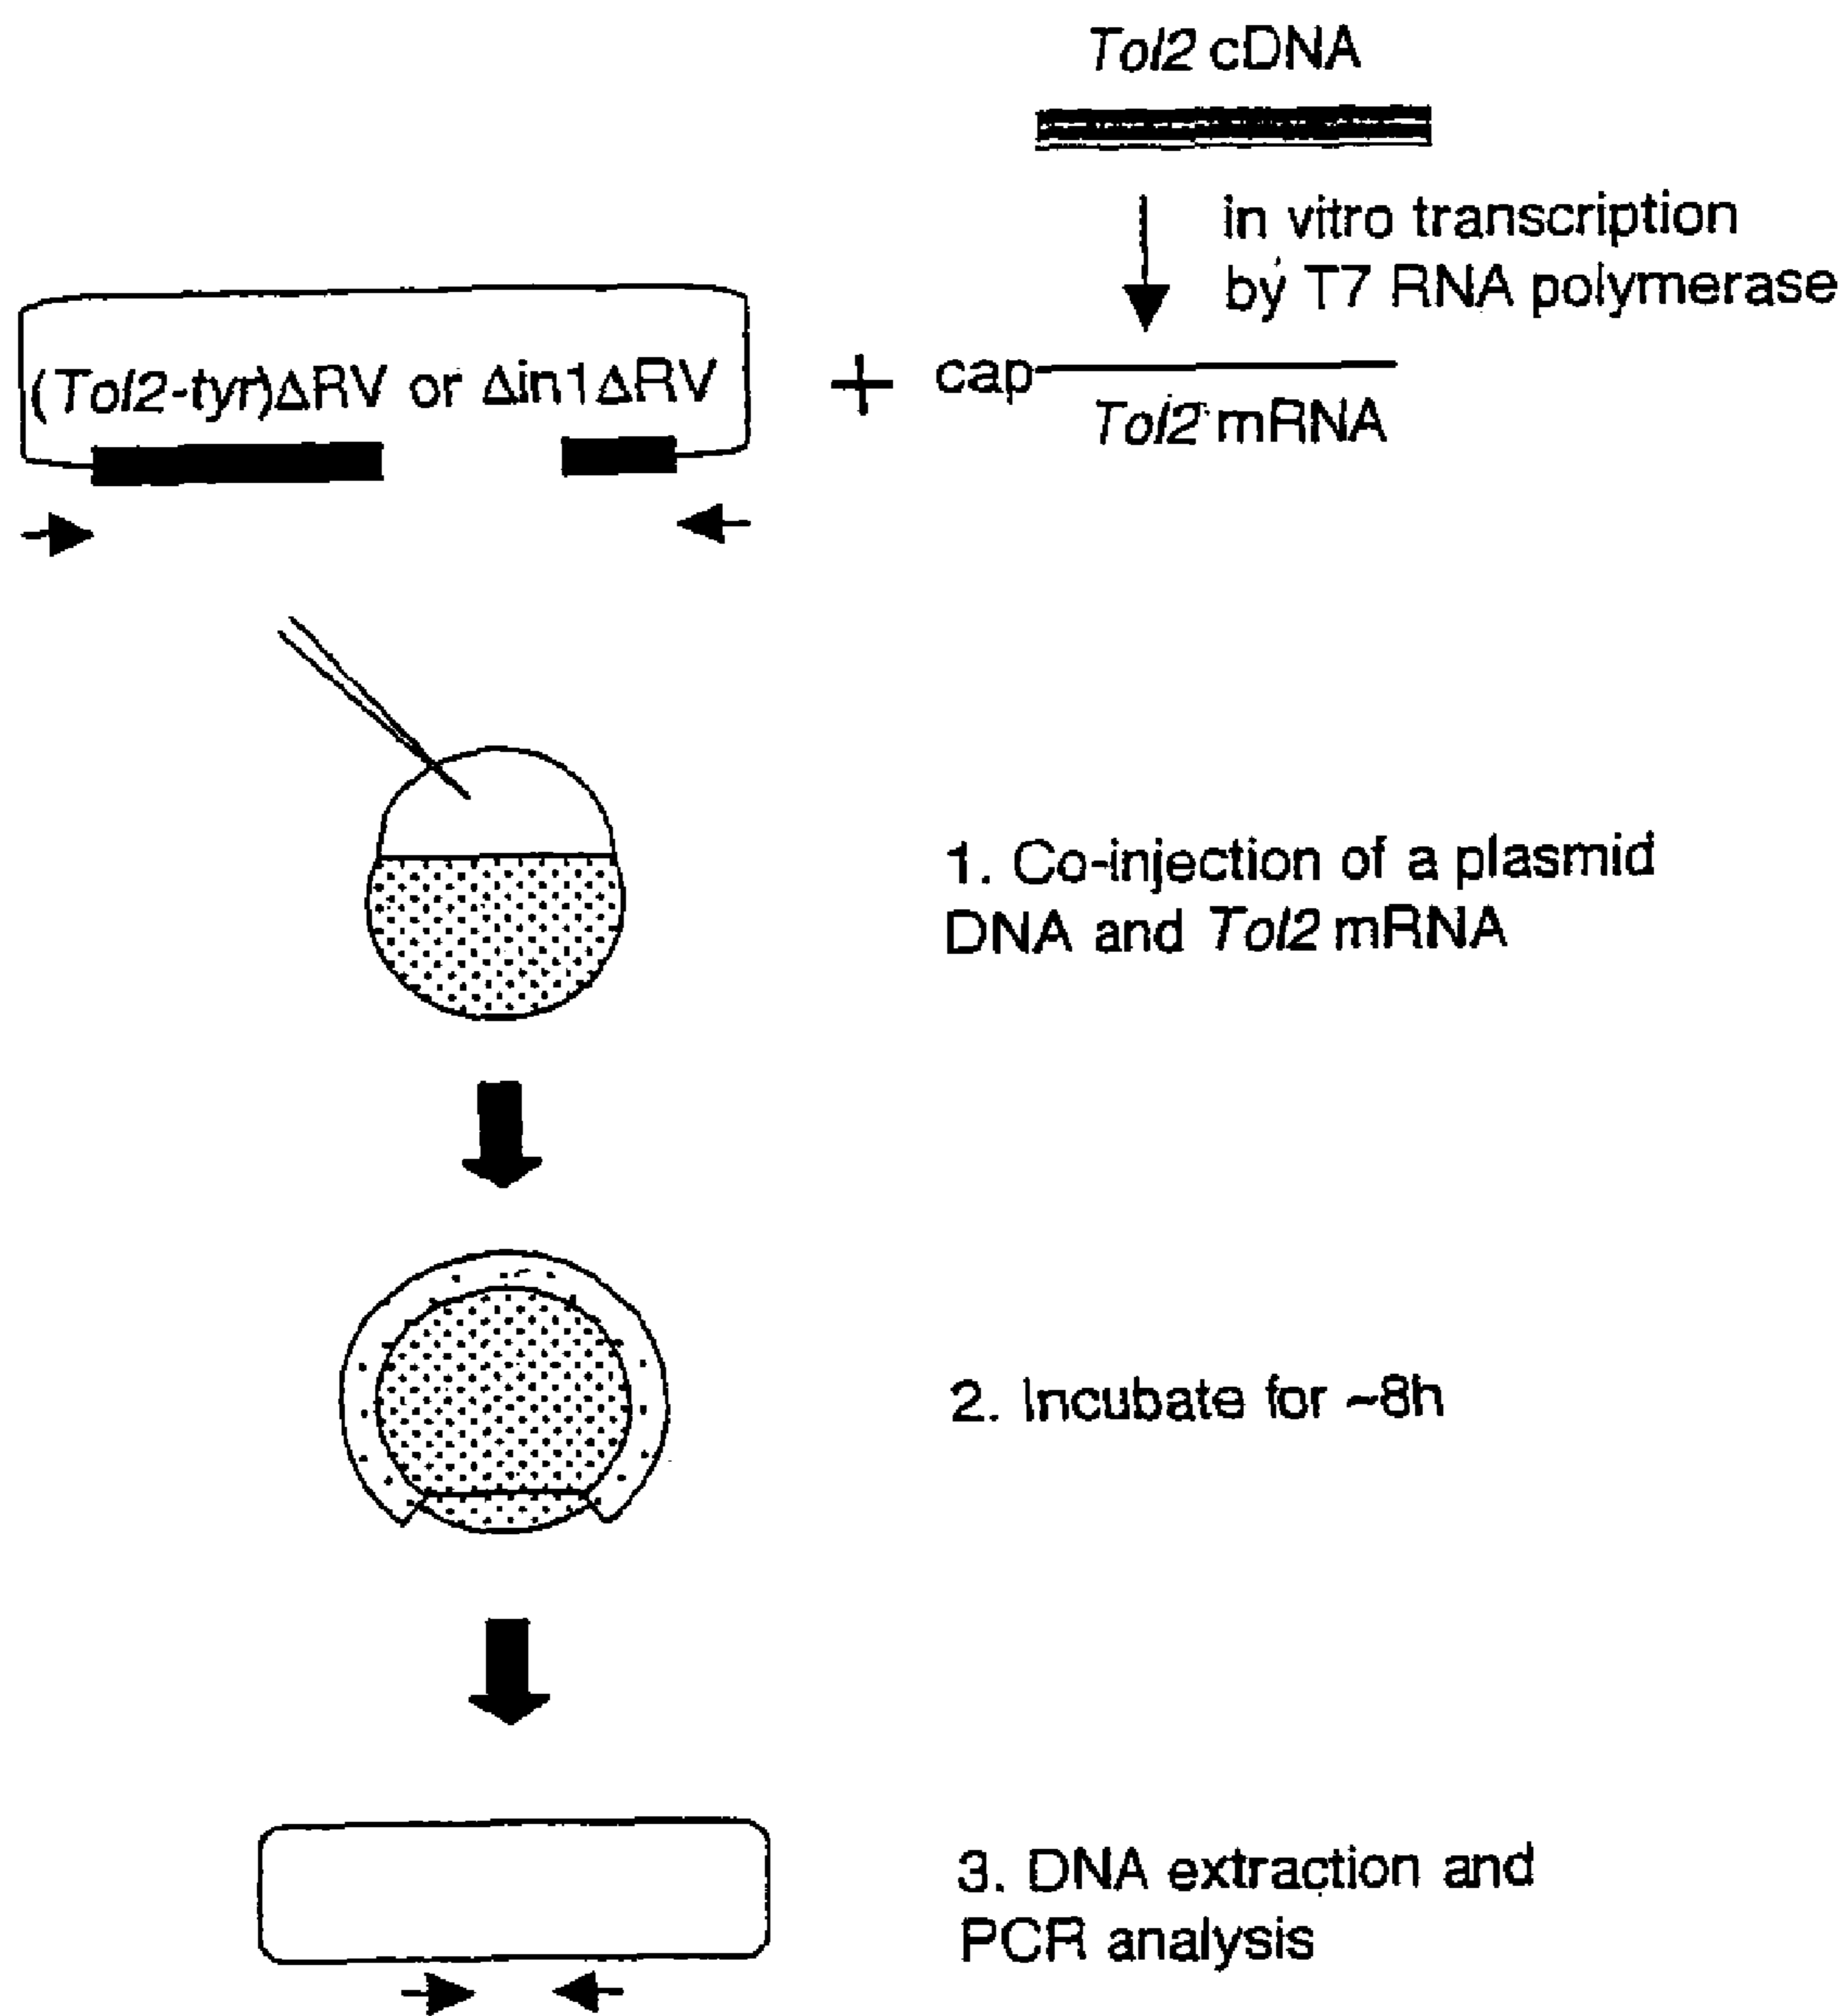 Tol2 cDNA
in vitro transcription
by T7 RNA polymerase
(Tol2-tyr)ΔRV or Δin1ΔRV
+
cap
Tol2 mRNA
1. Co-injection of a plasmid
DNA and Tol2 mRNA
2. Incubate for ~8h
3. DNA extraction and
PCR analysis